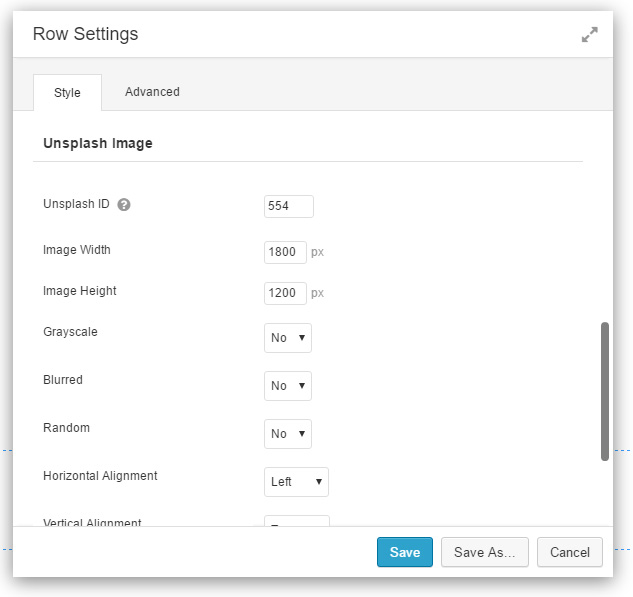 Row Settings
Style Advanced
Unsplash Image
Unsplash ID ? 554
Image Width 1800 px
Image Height 1200 px
Grayscale No
Blurred No
Random No
Horizontal Alignment Left
Vertical Alignment
Save Save As... Cancel